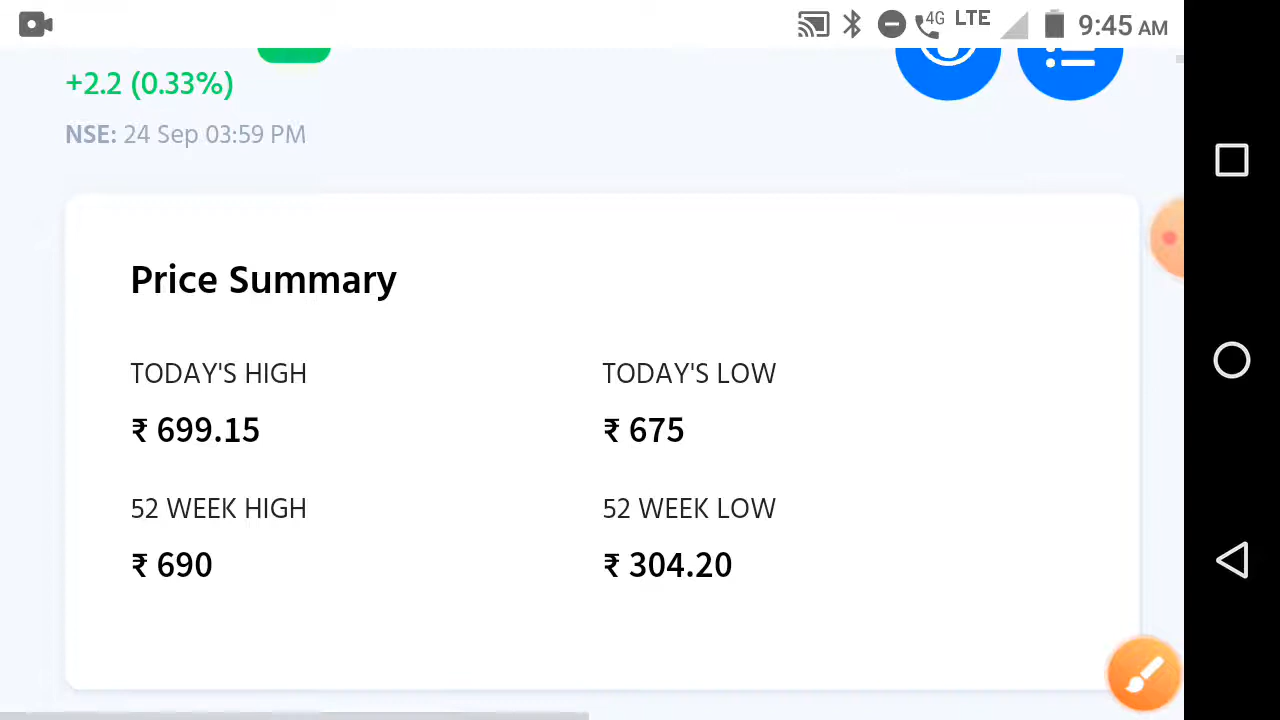 4G LTE 9:45 AM
+2.2 (0.33%)
NSE: 24 Sep 03:59 PM
Price Summary
TODAY'S HIGH TODAY'S LOW
₹ 699.15 ₹ 675
52 WEEK HIGH 52 WEEK LOW
₹ 690 ₹ 304.20